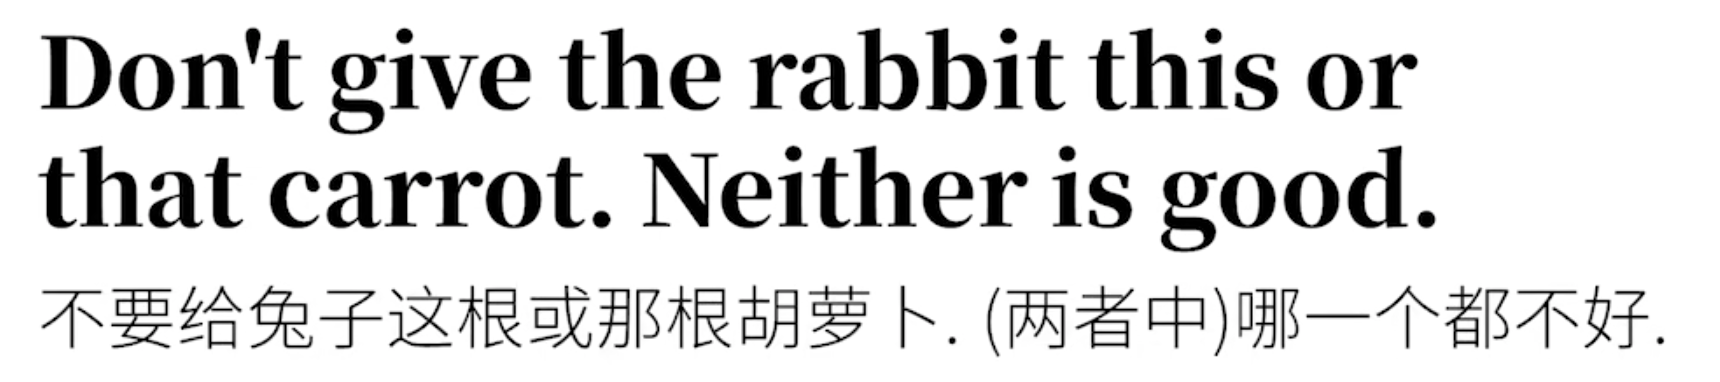 Don't give the rabbit this or
that carrot. Neither is good.
不要给兔子这根或那根胡萝卜. (两者中)哪一个都不好.